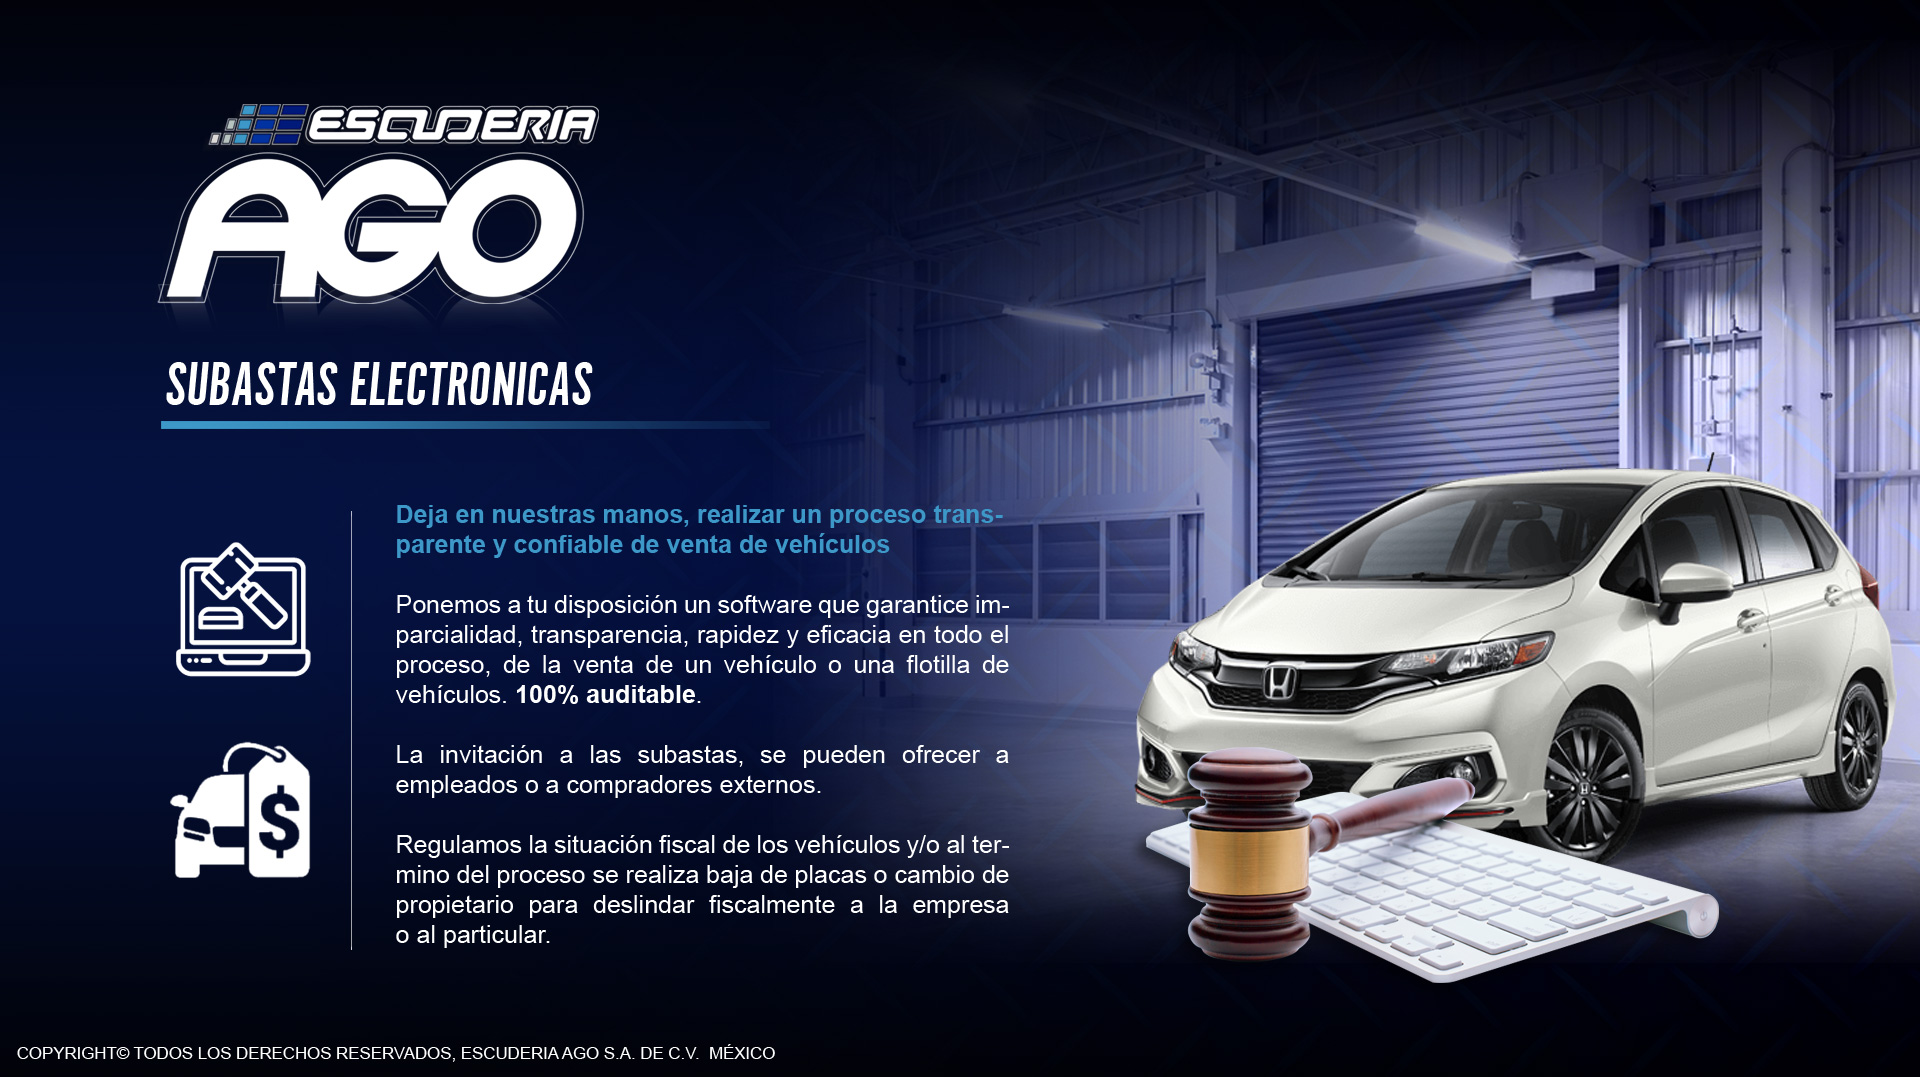 ESCUDERIA
AGO
SUBASTAS ELECTRONICAS
Deja en nuestras manos, realizar un proceso trans-
parente y confiable de venta de vehículos
Ponemos a tu disposición un software que garantice im-
parcialidad, transparencia, rapidez y eficacia en todo el
proceso, de la venta de un vehículo o una flotilla de
vehículos. 100% auditable.
La invitación a las subastas, se pueden ofrecer a
empleados o a compradores externos.
$
Regulamos la situación fiscal de los vehículos y/o al ter-
mino del proceso se realiza baja de placas o cambio de
propietario para deslindar fiscalmente a la empresa
o al particular.
COPYRIGHT© TODOS LOS DERECHOS RESERVADOS, ESCUDERIA AGO S.A. DE C.V. MÉXICO